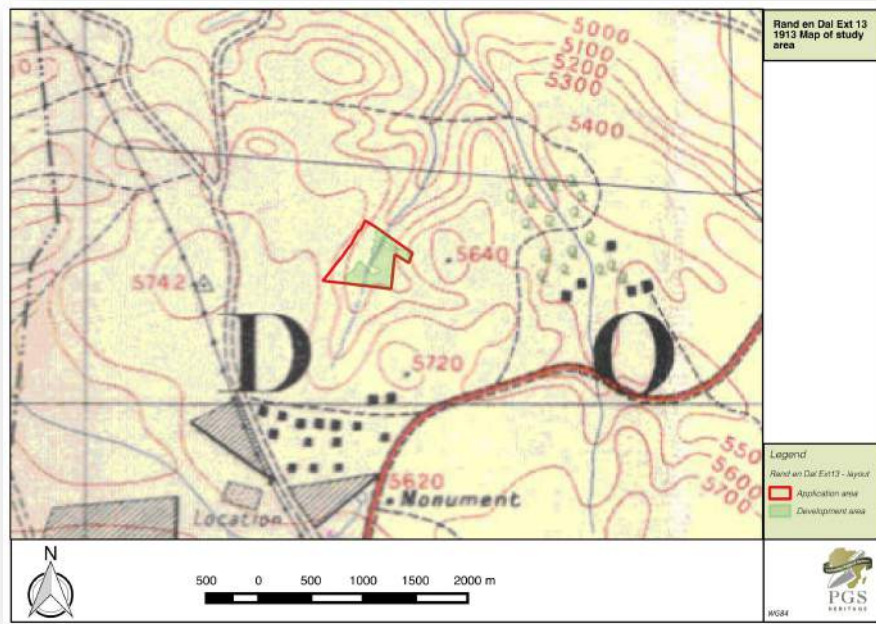 Rand en Dal Ext 13
1913 Map of study
area
5000
5100
5200
5300
5400
5742
5640
D
O
5720
550
5600
5700
5620
Monument
Location
Legend
Rand en Dal Ext13 - layout
Application area
Development area
N
500 0 500 1000 1500 2000 m
WG84
PGS
HERITAGE